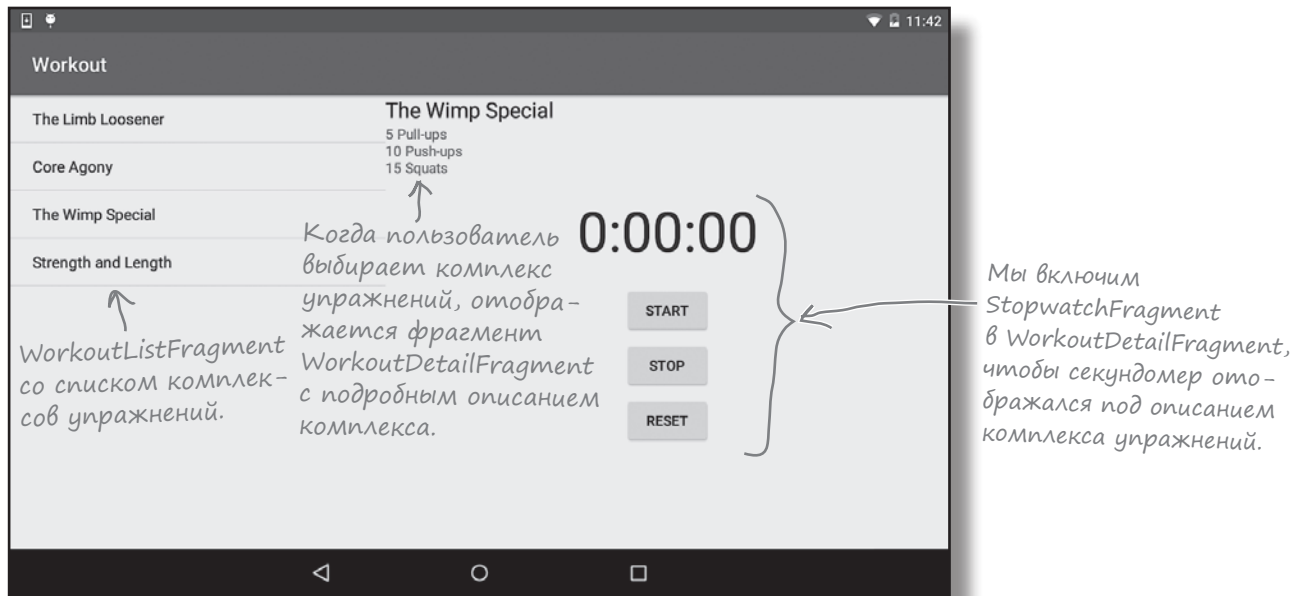 11:42
Workout
The Limb Loosener
Core Agony
The Wimp Special
Strength and Length
The Wimp Special
5 Pull-ups
10 Push-ups
15 Squats
0:00:00
START
STOP
RESET
WorkoutListFragment
со списком комплек-
сов упражнений.
Когда пользователь
выбирает комплекс
упражнений, отобра-
жается фрагмент
WorkoutDetailFragment
с подробным описанием
комплекса.
Мы включим
StopwatchFragment
в WorkoutDetailFragment,
чтобы секундомер ото-
бражался под описанием
комплекса упражнений.